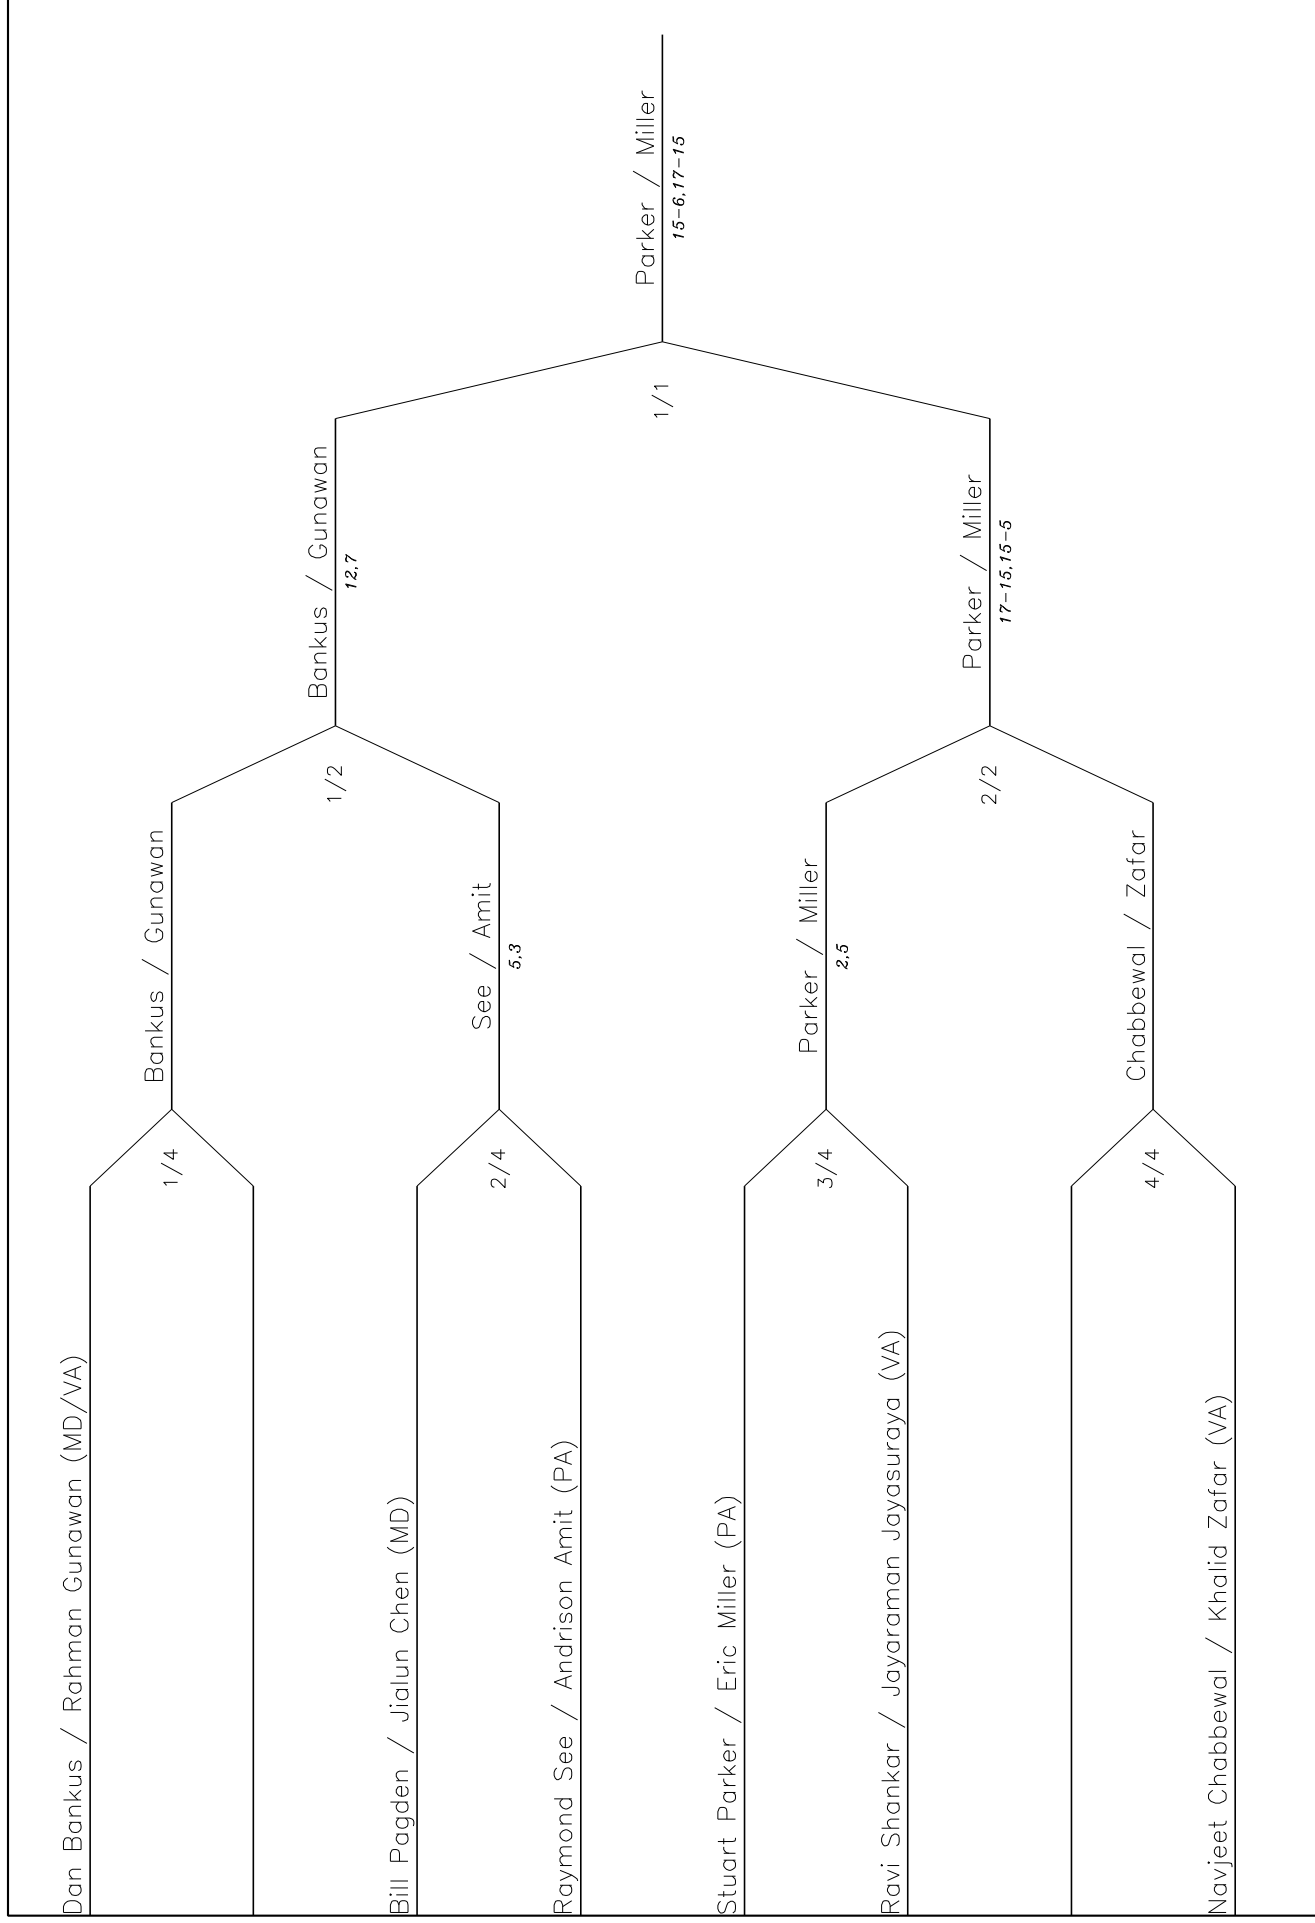 Dan Bankus / Rahman Gunawan (MD/VA)
Bill Pagden / Jialun Chen (MD)
Raymond See / Andrison Amit (PA)
Stuart Parker / Eric Miller (PA)
Ravi Shankar / Jayaraman Jayasuraya (VA)
Navjeet Chabbewal / Khalid Zafar (VA)
1/4
2/4
3/4
4/4
Bankus / Gunawan
See / Amit
5,3
Parker / Miller
2,5
Chabbewal / Zafar
1/2
2/2
Bankus / Gunawan
12,7
Parker / Miller
17-15,15-5
1/1
Parker / Miller
15-6,17-15